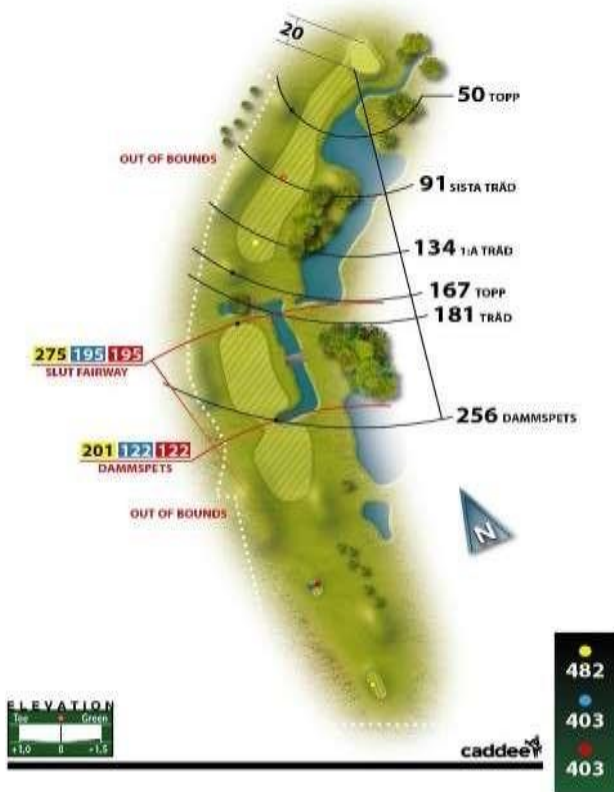 20
50 TOPP
OUT OF BOUNDS
91 SISTA TRÄD
134 1:A TRÄD
167 TOPP
181 TRÄD
275 195 195
SLUT FAIRWAY
256 DAMMSPETS
201 122 122
DAMMSPETS
OUT OF BOUNDS
N
482
403
403
ELEVATION
Tee Green
+1,0 0 +1,5
caddee